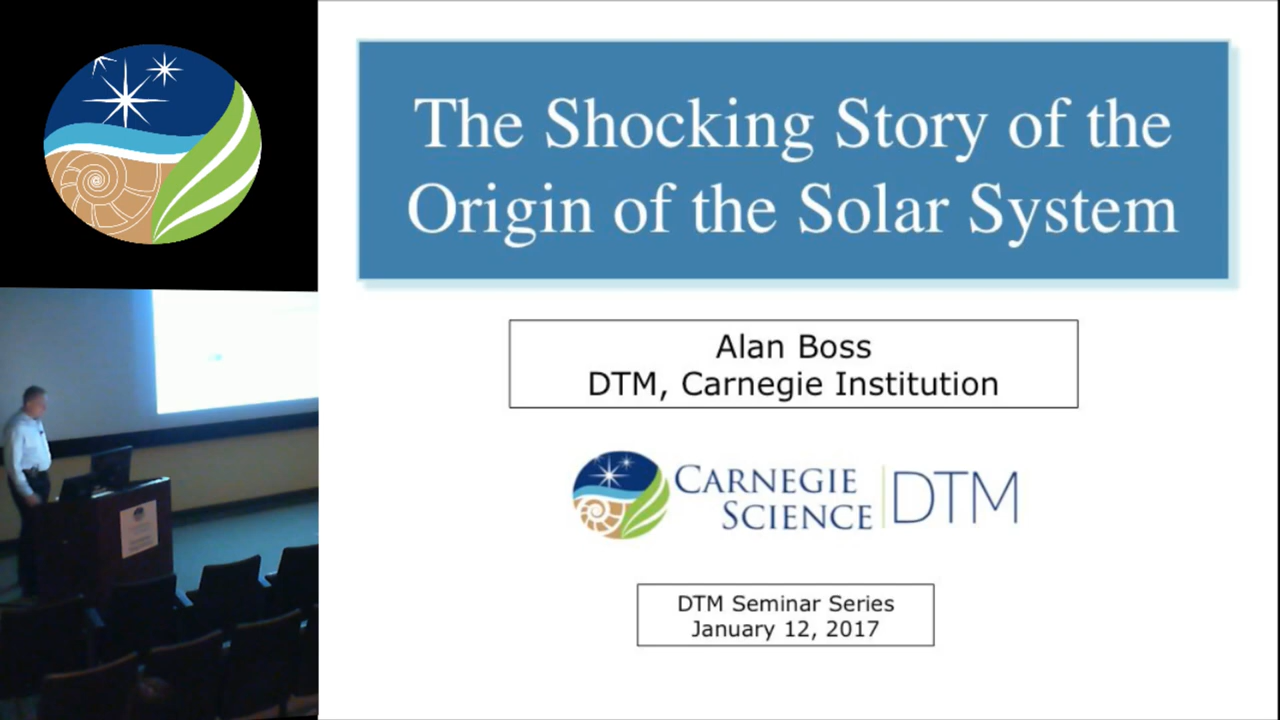 The Shocking Story of the
Origin of the Solar System
Alan Boss
DTM, Carnegie Institution
CARNEGIE
SCIENCE
DTM
DTM Seminar Series
January 12, 2017